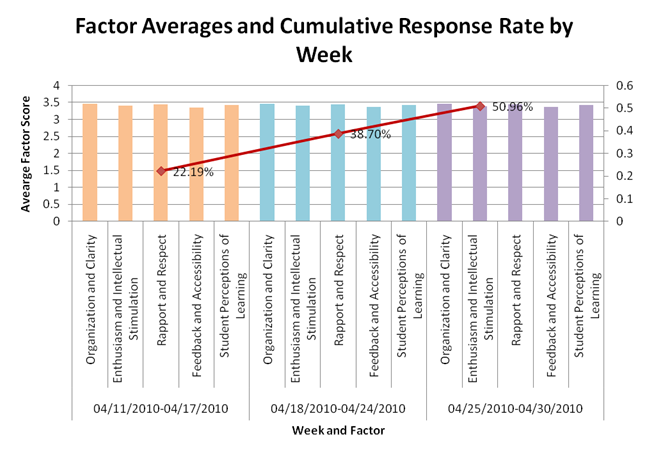 Factor Averages and Cumulative Response Rate by
Week
Avearge Factor Score
4
3.5
3
2.5
2
1.5
1
0.5
0
0.6
0.5
0.4
0.3
0.2
0.1
0
22.19%
38.70%
50.96%
Organization and Clarity
Enthusiasm and Intellectual
Stimulation
Rapport and Respect
Feedback and Accessibility
Student Perceptions of
Learning
Organization and Clarity
Enthusiasm and Intellectual
Stimulation
Rapport and Respect
Feedback and Accessibility
Student Perceptions of
Learning
Organization and Clarity
Enthusiasm and Intellectual
Stimulation
Rapport and Respect
Feedback and Accessibility
Student Perceptions of
Learning
04/11/2010-04/17/2010
04/18/2010-04/24/2010
04/25/2010-04/30/2010
Week and Factor